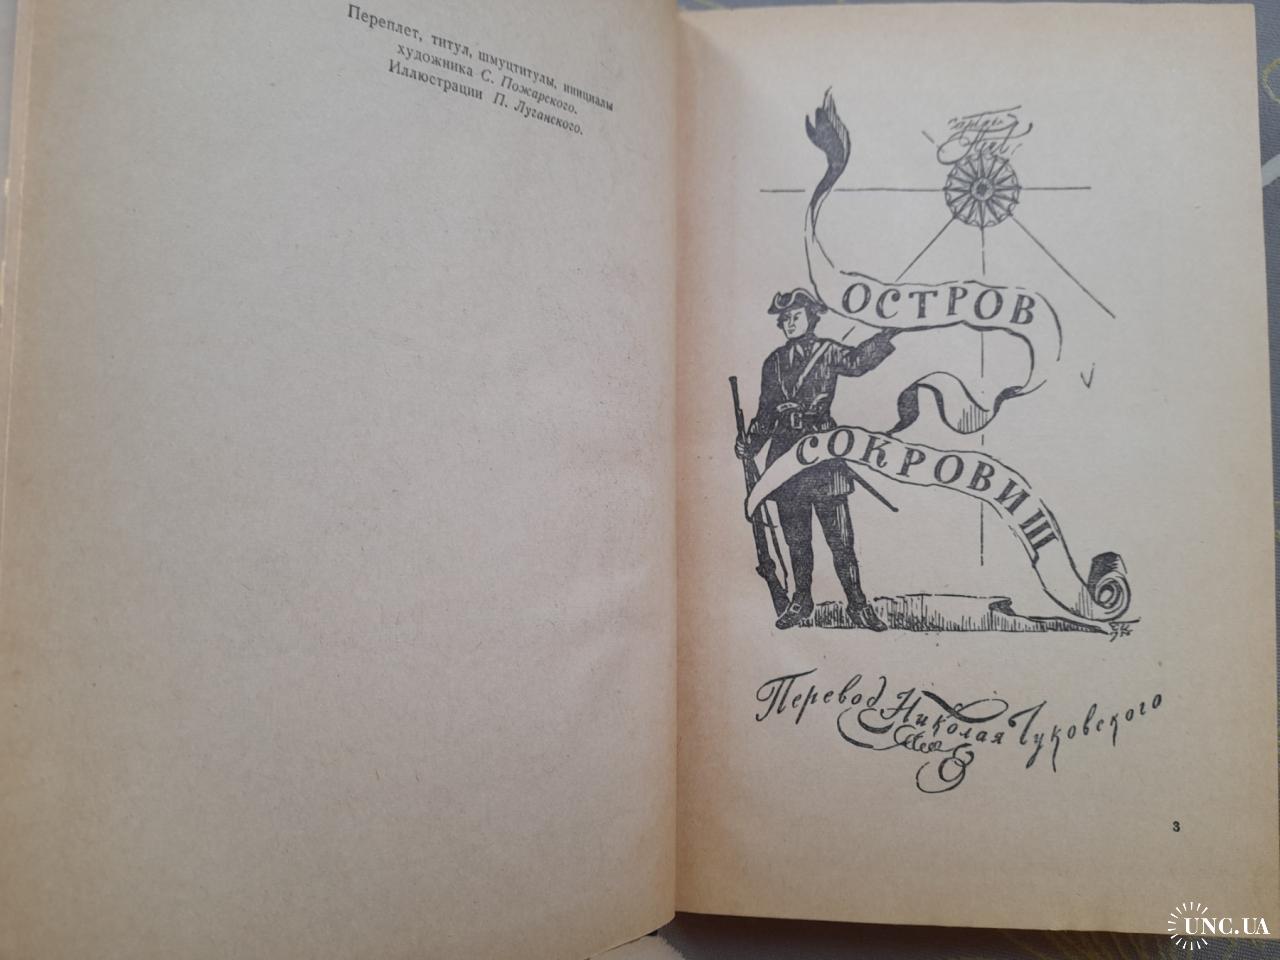 Переплет, титул, шмуцтитулы, инициалы
художника С. Пожарского.
Иллюстрации П. Луганского.
ОСТРОВ
СОКРОВИЩ
Перевод Николая Чуковского
3
UNC.UA